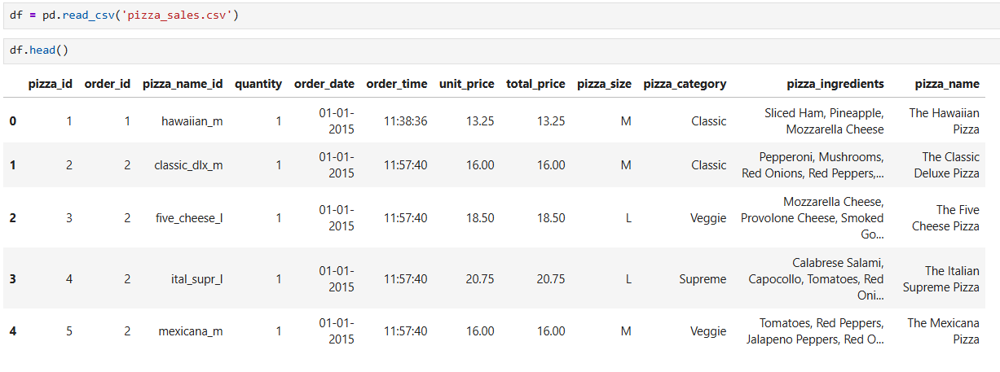 df = pd.read_csv('pizza_sales.csv')
df.head()
pizza_id order_id pizza_name_id quantity order_date order_time unit_price total_price pizza_size pizza_category pizza_ingredients pizza_name
0 1 1 hawaiian_m 1 01-01-2015 11:38:36 13.25 13.25 M Classic Sliced Ham, Pineapple, Mozzarella Cheese The Hawaiian Pizza
1 2 2 classic_dlx_m 1 01-01-2015 11:57:40 16.00 16.00 M Classic Pepperoni, Mushrooms, Red Onions, Red Peppers,... The Classic Deluxe Pizza
2 3 2 five_cheese_l 1 01-01-2015 11:57:40 18.50 18.50 L Veggie Mozzarella Cheese, Provolone Cheese, Smoked Go... The Five Cheese Pizza
3 4 2 ital_supr_l 1 01-01-2015 11:57:40 20.75 20.75 L Supreme Calabrese Salami, Capocollo, Tomatoes, Red Oni... The Italian Supreme Pizza
4 5 2 mexicana_m 1 01-01-2015 11:57:40 16.00 16.00 M Veggie Tomatoes, Red Peppers, Jalapeno Peppers, Red O... The Mexicana Pizza